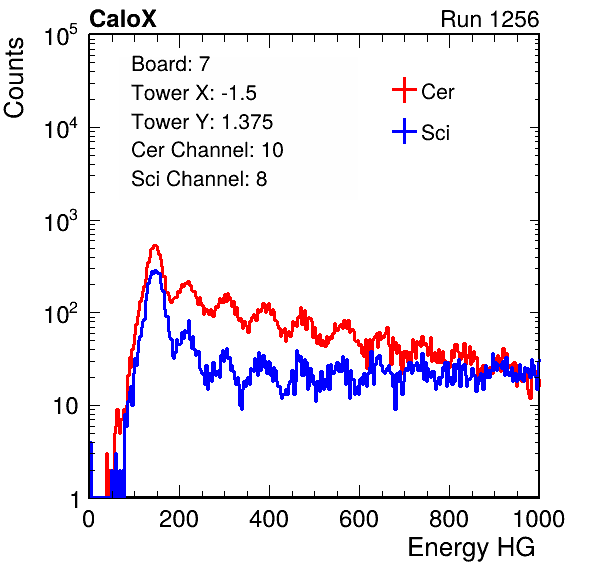 CaloX Run 1256
Board: 7
Tower X: -1.5
Tower Y: 1.375
Cer Channel: 10
Sci Channel: 8
Cer
Sci
Counts
10^5
10^4
10^3
10^2
10
1
0 200 400 600 800 1000
Energy HG